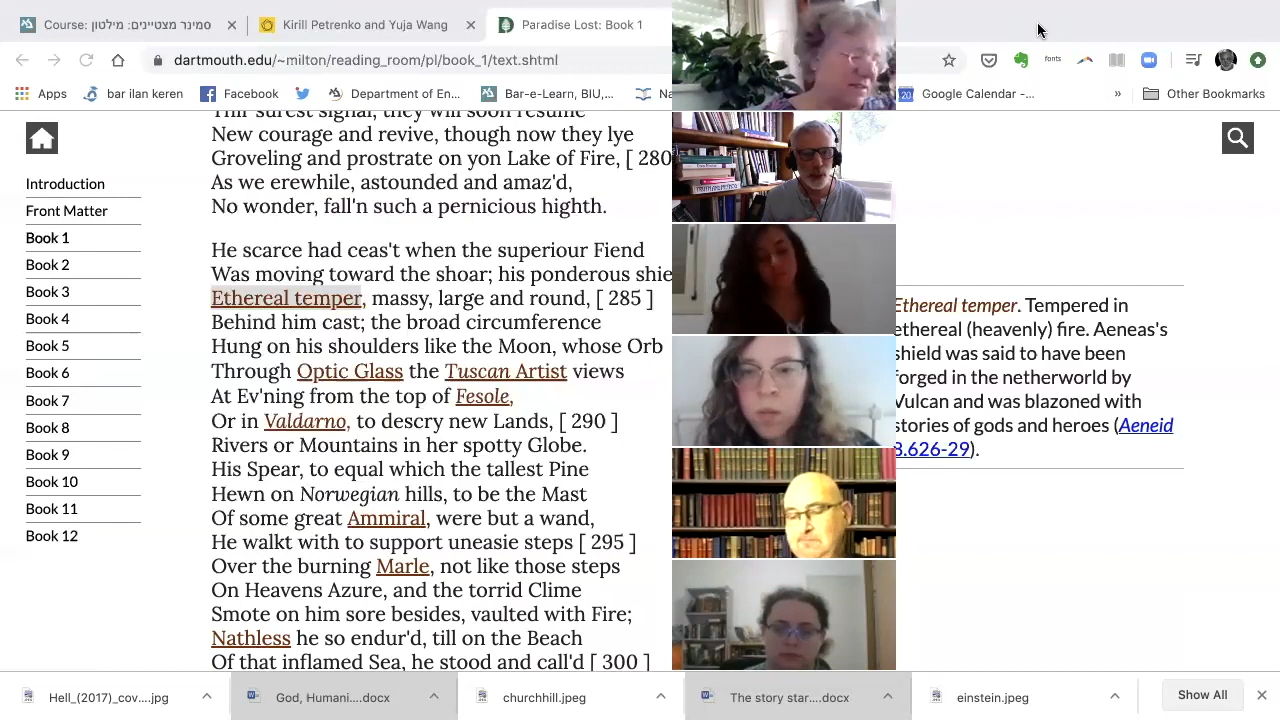 Course: סמינר מצטיינים: מילטון
Kirill Petrenko and Yuja Wang
Paradise Lost: Book 1
dartmouth.edu/~milton/reading_room/pl/book_1/text.shtml
fonts
Apps
bar ilan keren
Facebook
Department of En...
Bar-e-Learn, BIU,...
Na
20
Google Calendar -...
»
Other Bookmarks
Introduction
Front Matter
Book 1
Book 2
Book 3
Book 4
Book 5
Book 6
Book 7
Book 8
Book 9
Book 10
Book 11
Book 12
Thir surest signal, they will soon resume
New courage and revive, though now they lye
Groveling and prostrate on yon Lake of Fire, [ 280
As we erewhile, astounded and amaz'd,
No wonder, fall'n such a pernicious highth.
He scarce had ceas't when the superiour Fiend
Was moving toward the shoar; his ponderous shie
Ethereal temper, massy, large and round, [ 285 ]
Behind him cast; the broad circumference
Hung on his shoulders like the Moon, whose Orb
Through Optic Glass the Tuscan Artist views
At Ev'ning from the top of Fesole,
Or in Valdarno, to descry new Lands, [ 290 ]
Rivers or Mountains in her spotty Globe.
His Spear, to equal which the tallest Pine
Hewn on Norwegian hills, to be the Mast
Of some great Ammiral, were but a wand,
He walkt with to support uneasie steps [ 295 ]
Over the burning Marle, not like those steps
On Heavens Azure, and the torrid Clime
Smote on him sore besides, vaulted with Fire;
Nathless he so endur'd, till on the Beach
Of that inflamed Sea, he stood and call'd [ 300 ]
Ethereal temper. Tempered in
ethereal (heavenly) fire. Aeneas's
shield was said to have been
forged in the netherworld by
Vulcan and was blazoned with
stories of gods and heroes (Aeneid
8.626-29).
Hell_(2017)_cov....jpg
God, Humani....docx
churchhill.jpeg
The story star....docx
einstein.jpeg
Show All